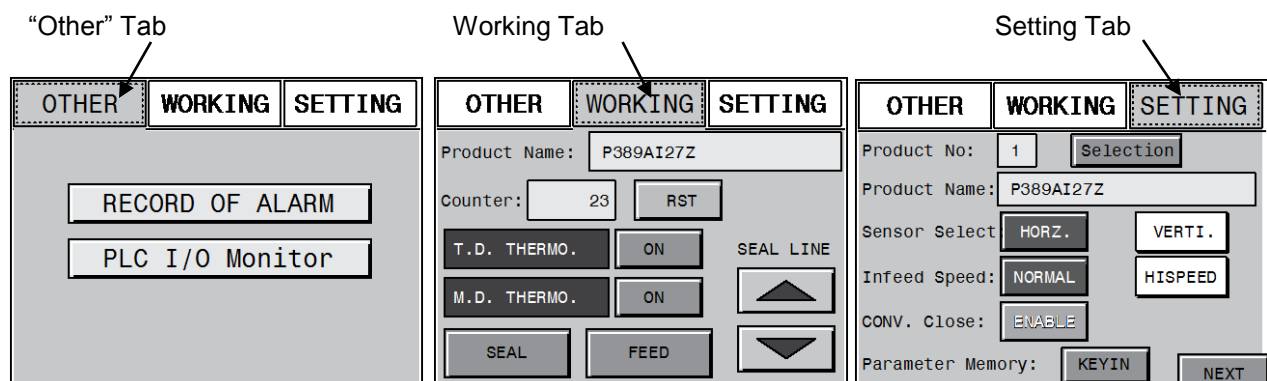 “Other” Tab
Working Tab
Setting Tab
OTHER WORKING SETTING
RECORD OF ALARM
PLC I/O Monitor
OTHER WORKING SETTING
Product Name: P389AI27Z
Counter: 23 RST
T.D. THERMO. ON SEAL LINE
M.D. THERMO. ON
SEAL FEED
OTHER WORKING SETTING
Product No: 1 Selection
Product Name: P389AI27Z
Sensor Select HORZ. VERTI.
Infeed Speed: NORMAL HISPEED
CONV. Close: ENABLE
Parameter Memory: KEYIN NEXT